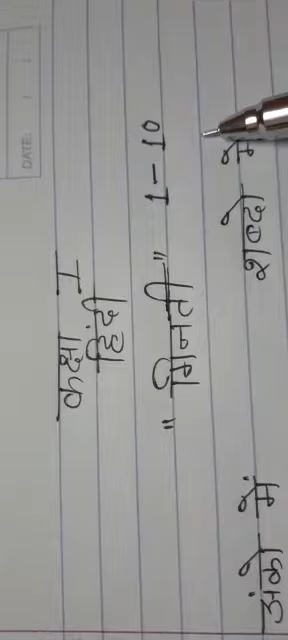 DATE:
कक्षा I
हिंदी
"गिनती" 1-10
अंको में शब्दो में